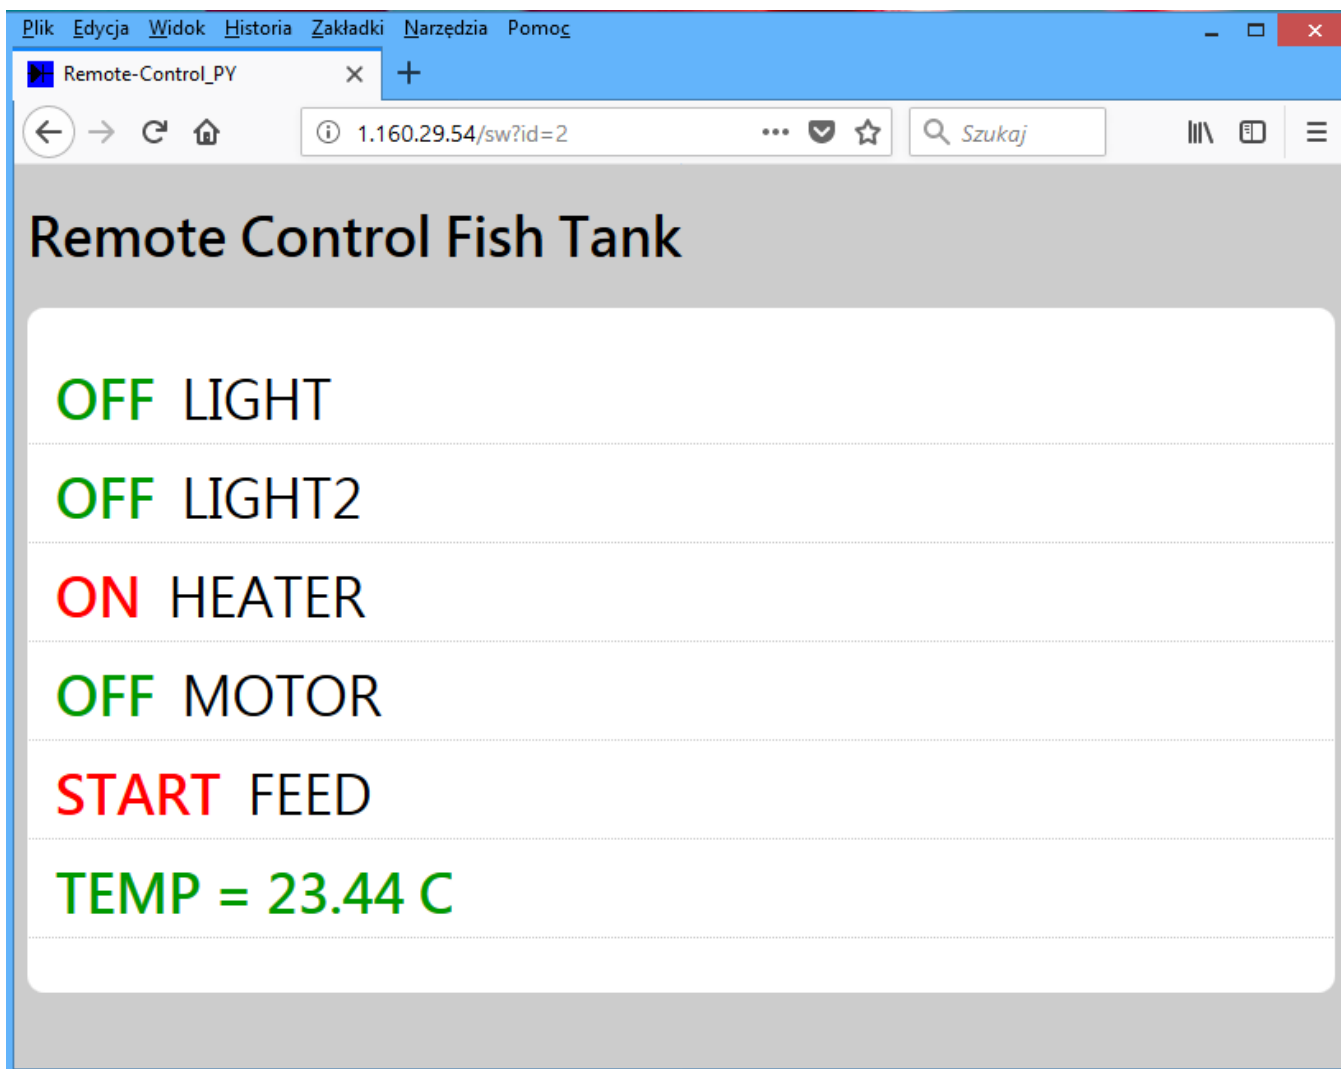 Plik Edycja Widok Historia Zakładki Narzędzia Pomoc
Remote-Control_PY
1.160.29.54/sw?id=2
Szukaj
Remote Control Fish Tank
OFF LIGHT
OFF LIGHT2
ON HEATER
OFF MOTOR
START FEED
TEMP = 23.44 C